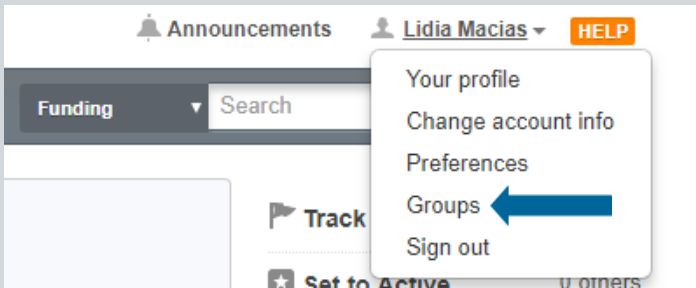 Announcements
Lidia Macias
HELP
Funding
Search
Your profile
Change account info
Preferences
Groups
Sign out
Track
Set to Active
0 others